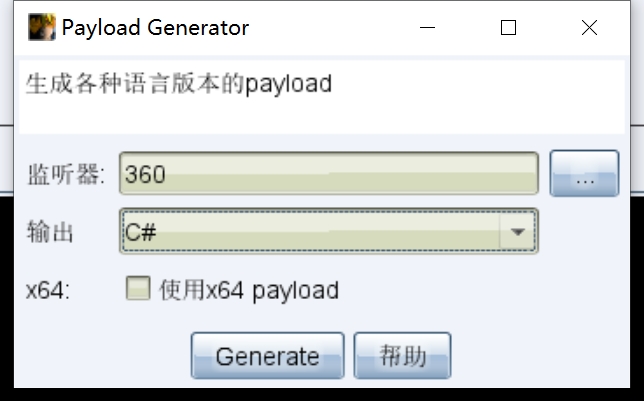 Payload Generator
生成各种语言版本的payload
监听器: 360 ...
输出 C#
x64: 使用x64 payload
Generate 帮助